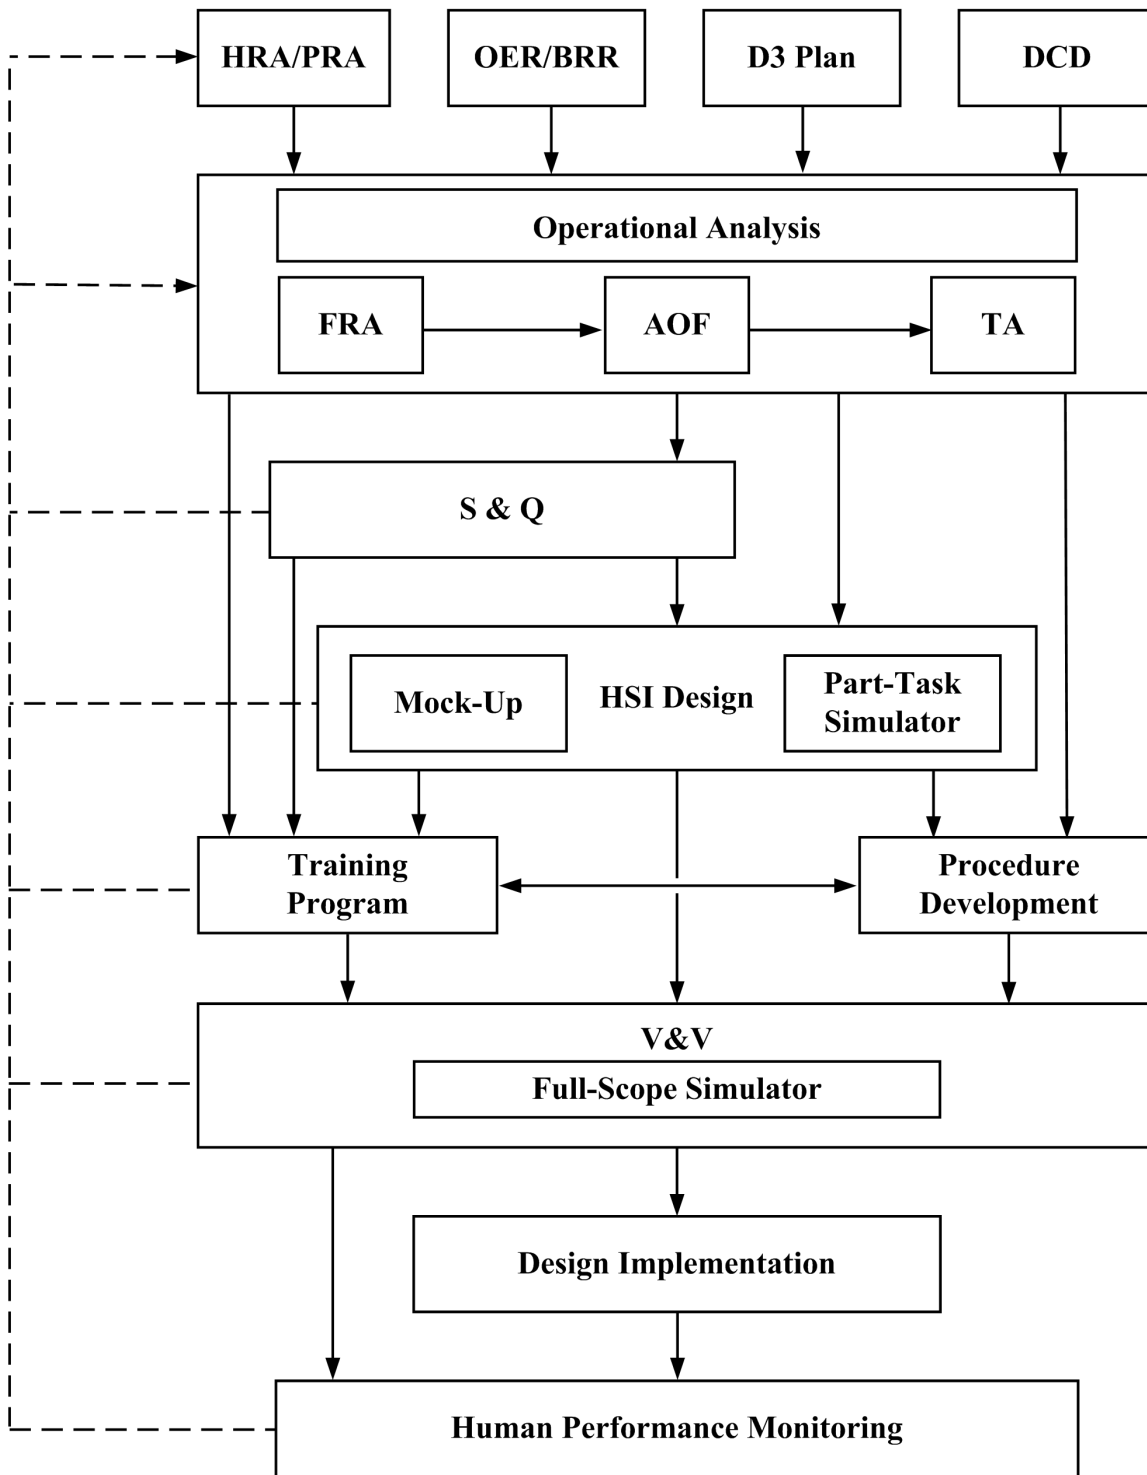 HRA/PRA
OER/BRR
D3 Plan
DCD
Operational Analysis
FRA
AOF
TA
S & Q
Mock-Up
HSI Design
Part-Task
Simulator
Training
Program
Procedure
Development
V&V
Full-Scope Simulator
Design Implementation
Human Performance Monitoring